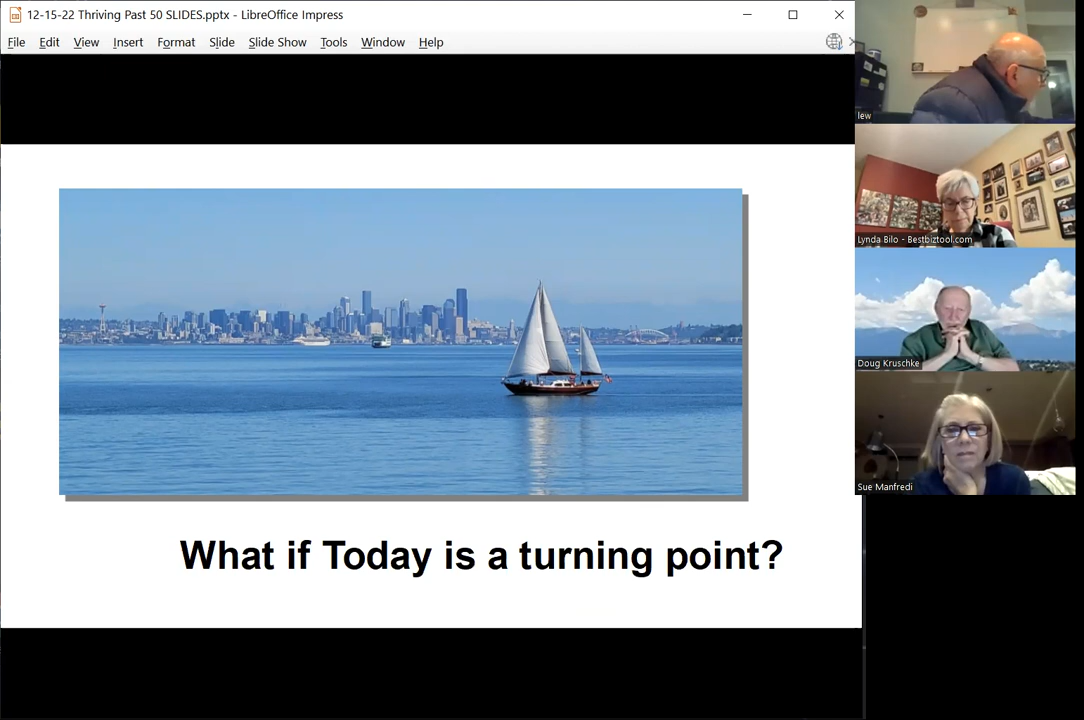 12-15-22 Thriving Past 50 SLIDES.pptx - LibreOffice Impress
File Edit View Insert Format Slide Slide Show Tools Window Help
lew
Lynda Bilo - Bestbiztool.com
Doug Kruschke
Sue Manfredi
What if Today is a turning point?